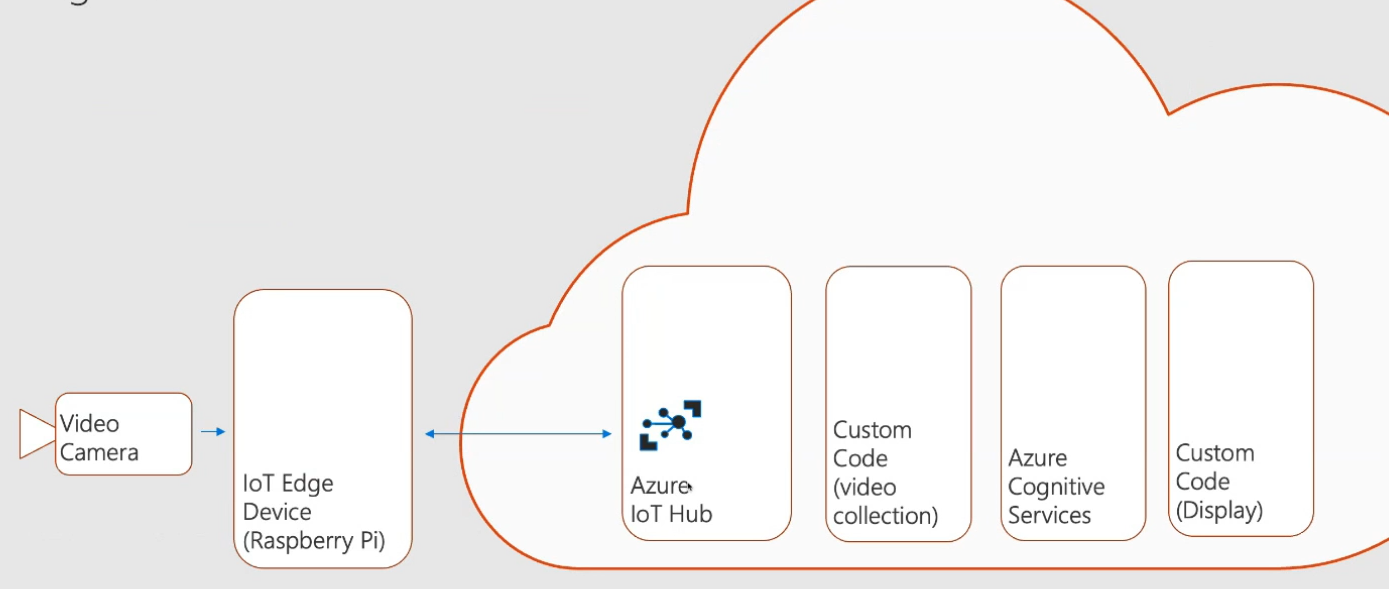 Video
Camera
IoT Edge
Device
(Raspberry Pi)
Azure
IoT Hub
Custom
Code
(video
collection)
Azure
Cognitive
Services
Custom
Code
(Display)